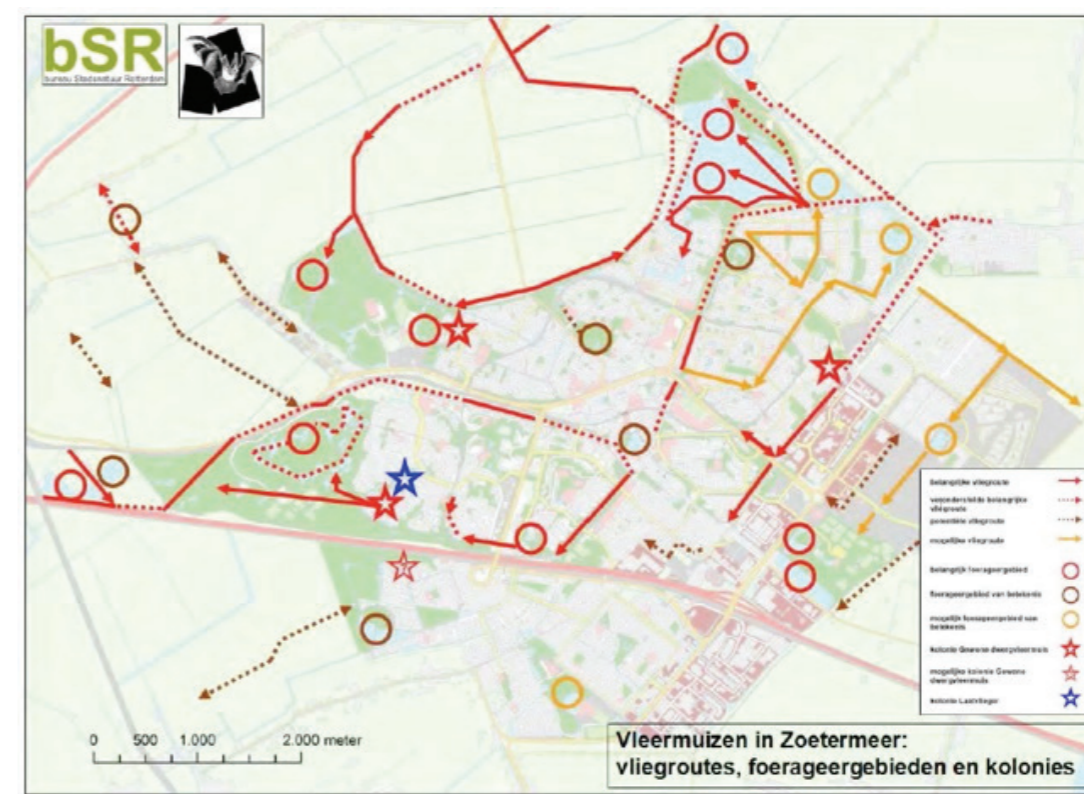 bSR
bureau Stadsnatuur Rotterdam
belangrijke vliegroute
veronderstelde belangrijke
vliegroute
potentiële vliegroute
mogelijke vliegroute
belangrijk foerageergebied
foerageergebied van betekenis
mogelijk foerageergebied van
betekenis
kolonie Gewone dwergvleermuis
mogelijke kolonie Gewone
dwergvleermuis
kolonie Laatvlieger
0 500 1.000 2.000 meter
Vleermuizen in Zoetermeer:
vliegroutes, foerageergebieden en kolonies